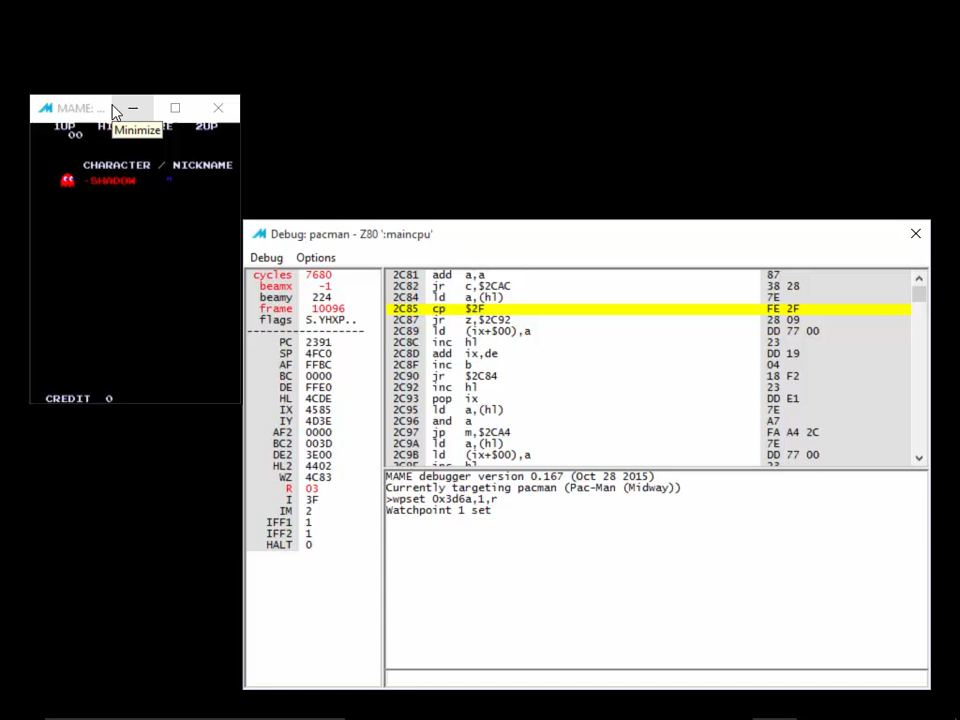 MAME: ...
Minimize
1UP HI E 2UP
00
CHARACTER / NICKNAME
-SHADOW "
CREDIT 0
Debug: pacman - Z80 ':maincpu'
Debug Options
cycles 7680
beamx -1
beamy 224
frame 10096
flags S.YHXP..
PC 2391
SP 4FC0
AF FFBC
BC 0000
DE FFE0
HL 4CDE
IX 4585
IY 4D3E
AF2 0000
BC2 003D
DE2 3E00
HL2 4402
WZ 4C83
R 03
I 3F
IM 2
IFF1 1
IFF2 1
HALT 0
2C81 add a,a 87
2C82 jr c,$2CAC 38 28
2C84 ld a,(hl) 7E
2C85 cp $2F FE 2F
2C87 jr z,$2C92 28 09
2C89 ld (ix+$00),a DD 77 00
2C8C inc hl 23
2C8D add ix,de DD 19
2C8F inc b 04
2C90 jr $2C84 18 F2
2C92 inc hl 23
2C93 pop ix DD E1
2C95 ld a,(hl) 7E
2C96 and a A7
2C97 jp m,$2CA4 FA A4 2C
2C9A ld a,(hl) 7E
2C9B ld (ix+$00),a DD 77 00
MAME debugger version 0.167 (Oct 28 2015)
Currently targeting pacman (Pac-Man (Midway))
>wpset 0x3d6a,1,r
Watchpoint 1 set